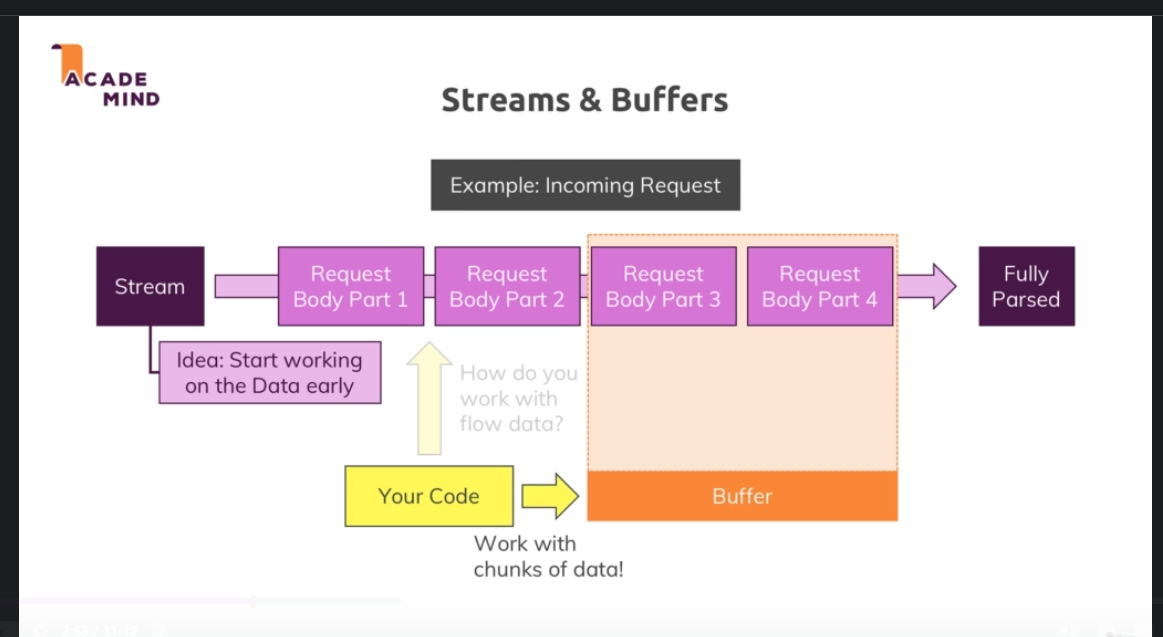 ACADE
MIND
Streams & Buffers
Example: Incoming Request
Stream
Request
Body Part 1
Request
Body Part 2
Request
Body Part 3
Request
Body Part 4
Fully
Parsed
Idea: Start working
on the Data early
How do you
work with
flow data?
Your Code
Buffer
Work with
chunks of data!